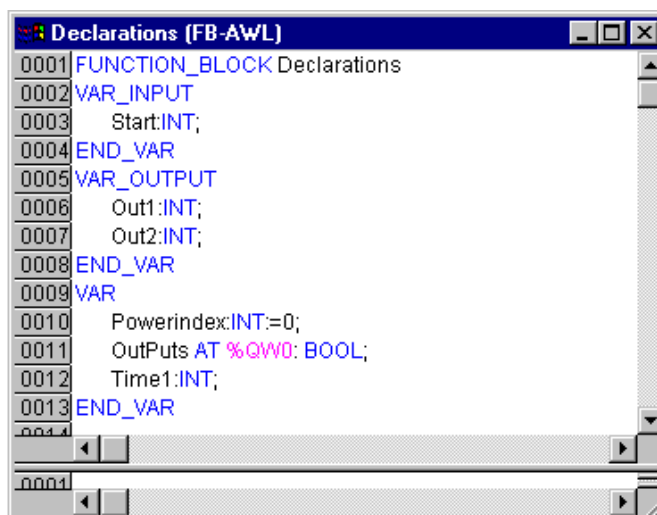 Declarations (FB-AWL)
0001 FUNCTION_BLOCK Declarations
0002 VAR_INPUT
0003 Start:INT;
0004 END_VAR
0005 VAR_OUTPUT
0006 Out1:INT;
0007 Out2:INT;
0008 END_VAR
0009 VAR
0010 Powerindex:INT:=0;
0011 OutPuts AT %QW0: BOOL;
0012 Time1:INT;
0013 END_VAR
0014
0001